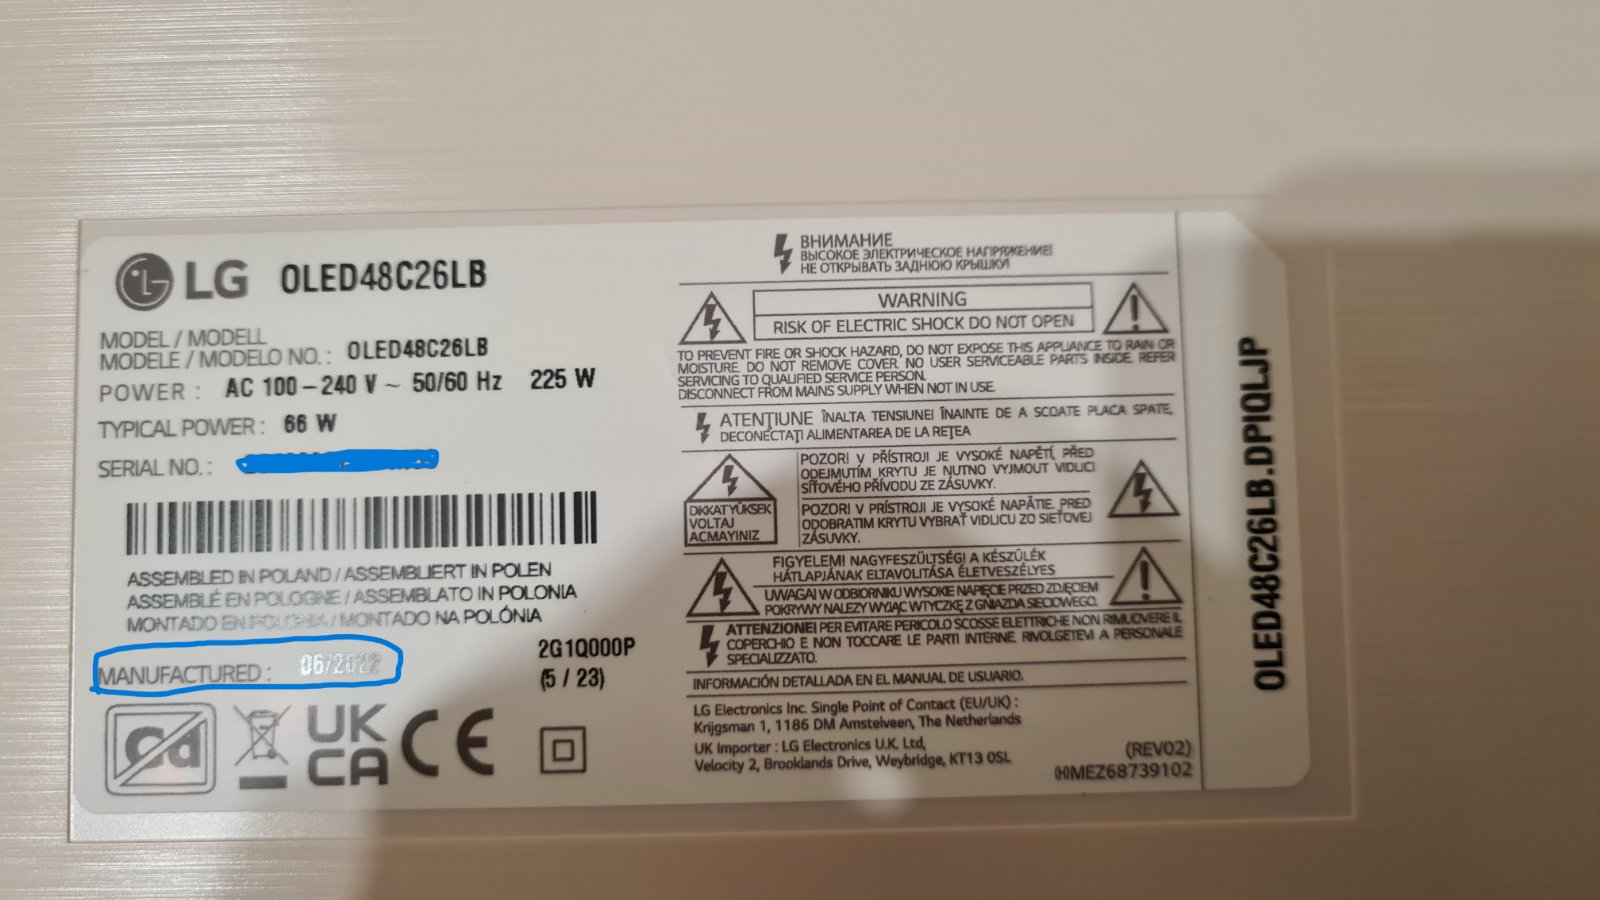 LG OLED48C26LB
MODEL / MODELL
MODELE / MODELO NO. : OLED48C26LB
POWER : AC 100 – 240 V ~ 50/60 Hz 225 W
TYPICAL POWER : 66 W
SERIAL NO. :
ASSEMBLED IN POLAND / ASSEMBLIERT IN POLEN
ASSEMBLÉ EN POLOGNE / ASSEMBLATO IN POLONIA
MONTADO EN POLONIA / MONTADO NA POLÓNIA
MANUFACTURED : 06/2022
2G1Q000P
(5 / 23)
Cd
UK
CA
CE
ВНИМАНИЕ
ВЫСОКОЕ ЭЛЕКТРИЧЕСКОЕ НАПРЯЖЕНИЕ!
НЕ ОТКРЫВАТЬ ЗАДНЮЮ КРЫШКУ
WARNING
RISK OF ELECTRIC SHOCK DO NOT OPEN
TO PREVENT FIRE OR SHOCK HAZARD, DO NOT EXPOSE THIS APPLIANCE TO RAIN OR
MOISTURE. DO NOT REMOVE COVER. NO USER SERVICEABLE PARTS INSIDE. REFER
SERVICING TO QUALIFIED SERVICE PERSON.
DISCONNECT FROM MAINS SUPPLY WHEN NOT IN USE.
ATENŢIUNE ÎNALTA TENSIUNE! ÎNAINTE DE A SCOATE PLACA SPATE,
DECONECTAŢI ALIMENTAREA DE LA REŢEA
DIKKAT YÜKSEK
VOLTAJ
AÇMAYINIZ
POZOR! V PŘÍSTROJI JE VYSOKÉ NAPĚTÍ, PŘED
ODEJMUTÍM KRYTU JE NUTNO VYJMOUT VIDLICI
SÍŤOVÉHO PŘÍVODU ZE ZÁSUVKY.
POZOR! V PRÍSTROJI JE VYSOKÉ NAPÄTIE. PRED
ODOBRATIM KRYTU VYBRAŤ VIDLICU ZO SIEŤOVEJ
ZÁSUVKY.
FIGYELEM! NAGYFESZÜLTSÉG! A KÉSZÜLÉK
HÁTLAPJÁNAK ELTÁVOLITÁSA ÉLETVESZÉLYES
UWAGA! W ODBIORNIKU WYSOKIE NAPIĘCIE PRZED ZDJĘCIEM
POKRYWY NALEŻY WYJĄĆ WTYCZKĘ Z GNIAZDA SIECIOWEGO.
ATTENZIONE! PER EVITARE PERICOLO SCOSSE ELETTRICHE NON RIMUOVERE IL
COPERCHIO E NON TOCCARE LE PARTI INTERNE. RIVOLGETEVI A PERSONALE
SPECIALIZZATO.
INFORMACIÓN DETALLADA EN EL MANUAL DE USUARIO.
LG Electronics Inc. Single Point of Contact (EU/UK) :
Krijgsman 1, 1186 DM Amstelveen, The Netherlands
UK Importer : LG Electronics U.K. Ltd,
Velocity 2, Brooklands Drive, Weybridge, KT13 0SL
(REV02)
(H)MEZ68739102
OLED48C26LB.DPIQLJP